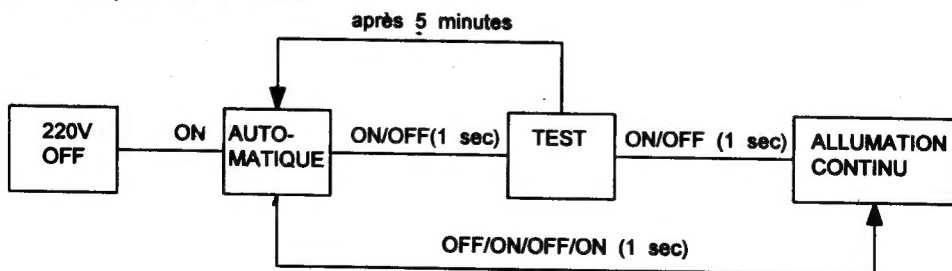 après 5 minutes
220V
OFF
ON
AUTO-
MATIQUE
ON/OFF(1 sec)
TEST
ON/OFF (1 sec)
ALLUMATION
CONTINU
OFF/ON/OFF/ON (1 sec)